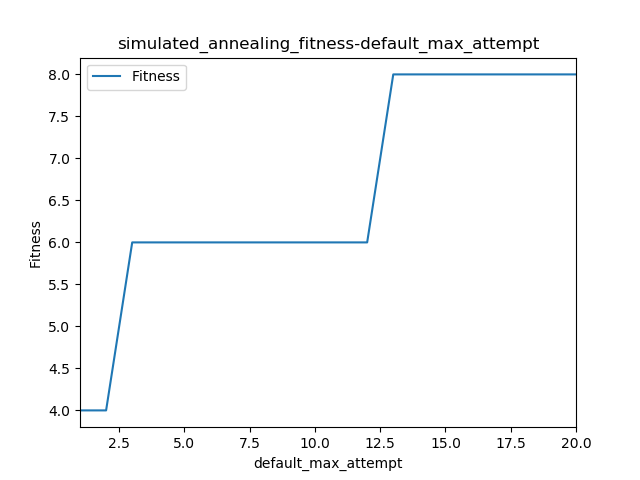 simulated_annealing_fitness-default_max_attempt
Fitness
8.0
7.5
7.0
6.5
6.0
5.5
5.0
4.5
4.0
Fitness
2.5 5.0 7.5 10.0 12.5 15.0 17.5 20.0
default_max_attempt